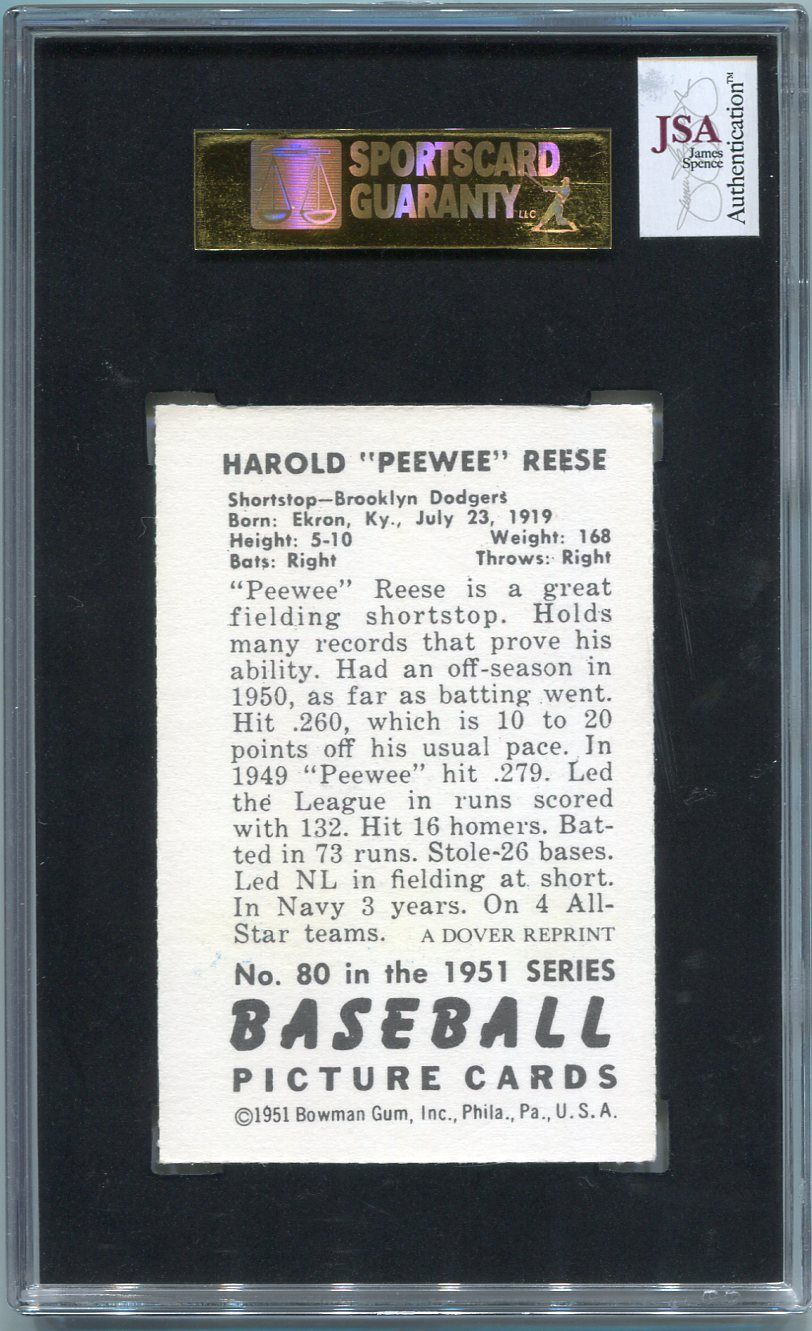 SPORTSCARD
GUARANTY LLC
JSA
James
Spence
Authentication™
HAROLD "PEEWEE" REESE
Shortstop—Brooklyn Dodgers
Born: Ekron, Ky., July 23, 1919
Height: 5-10 Weight: 168
Bats: Right Throws: Right
"Peewee" Reese is a great
fielding shortstop. Holds
many records that prove his
ability. Had an off-season in
1950, as far as batting went.
Hit .260, which is 10 to 20
points off his usual pace. In
1949 "Peewee" hit .279. Led
the League in runs scored
with 132. Hit 16 homers. Bat-
ted in 73 runs. Stole-26 bases.
Led NL in fielding at short.
In Navy 3 years. On 4 All-
Star teams. A DOVER REPRINT
No. 80 in the 1951 SERIES
BASEBALL
PICTURE CARDS
©1951 Bowman Gum, Inc., Phila., Pa., U.S.A.